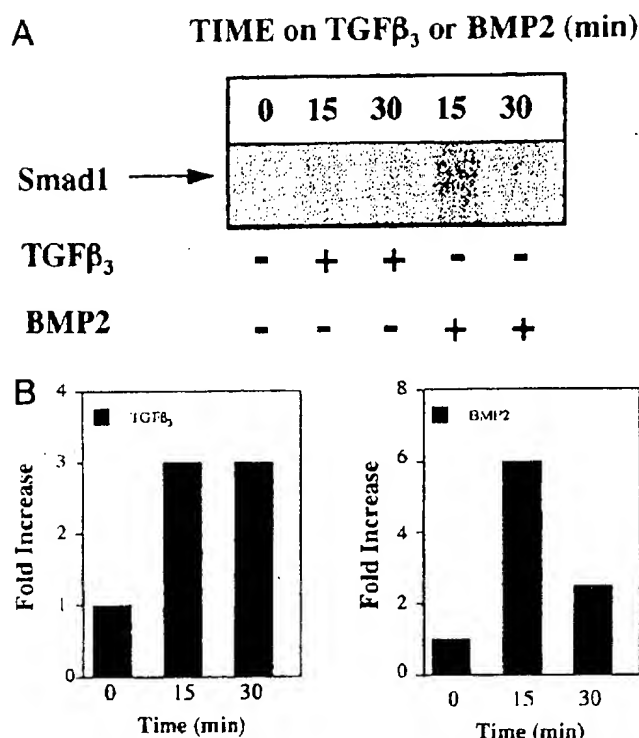 A
TIME on TGFβ₃ or BMP2 (min)
0 15 30 15 30
Smad1
TGFβ₃ - + + - -
BMP2 - - - + +
B
4
3
2
1
0
Fold Increase
TGFβ₃
0 15 30
Time (min)
8
6
4
2
0
Fold Increase
BMP2
0 15 30
Time (min)